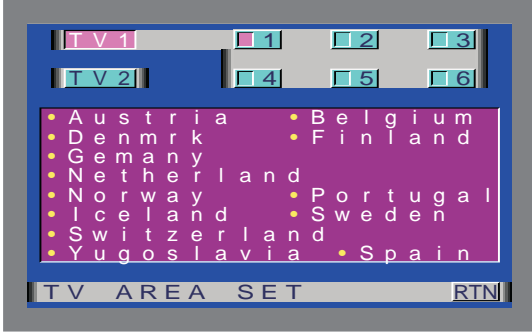 TV1 1 2 3
TV2 4 5 6
• Austria • Belgium
• Denmrk • Finland
• Gemany
• Netherland
• Norway • Portugal
• Iceland • Sweden
• Switzerland
• Yugoslavia • Spain
TV AREA SET RTN